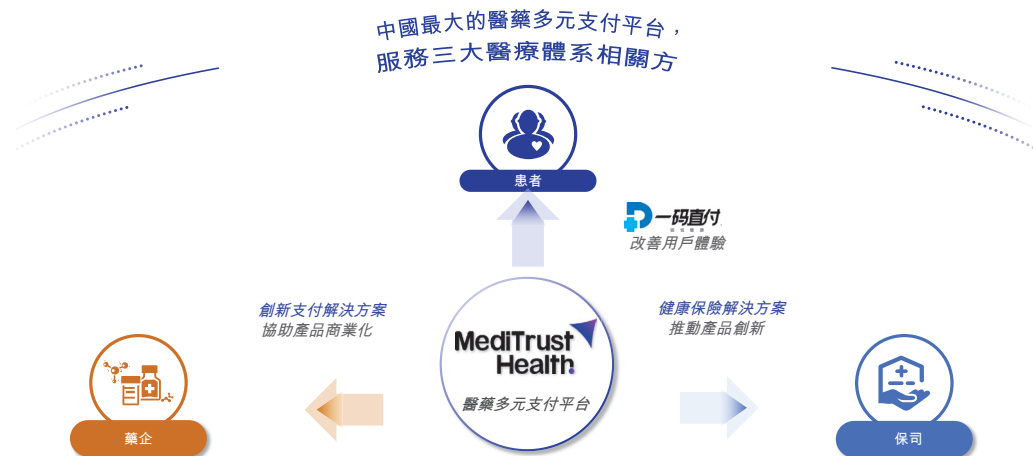 中國最大的醫藥多元支付平台，
服務三大醫療體系相關方
患者
一码直付
改善用戶體驗
創新支付解決方案
協助產品商業化
健康保險解決方案
推動產品創新
MediTrust
Health
醫藥多元支付平台
藥企
保司